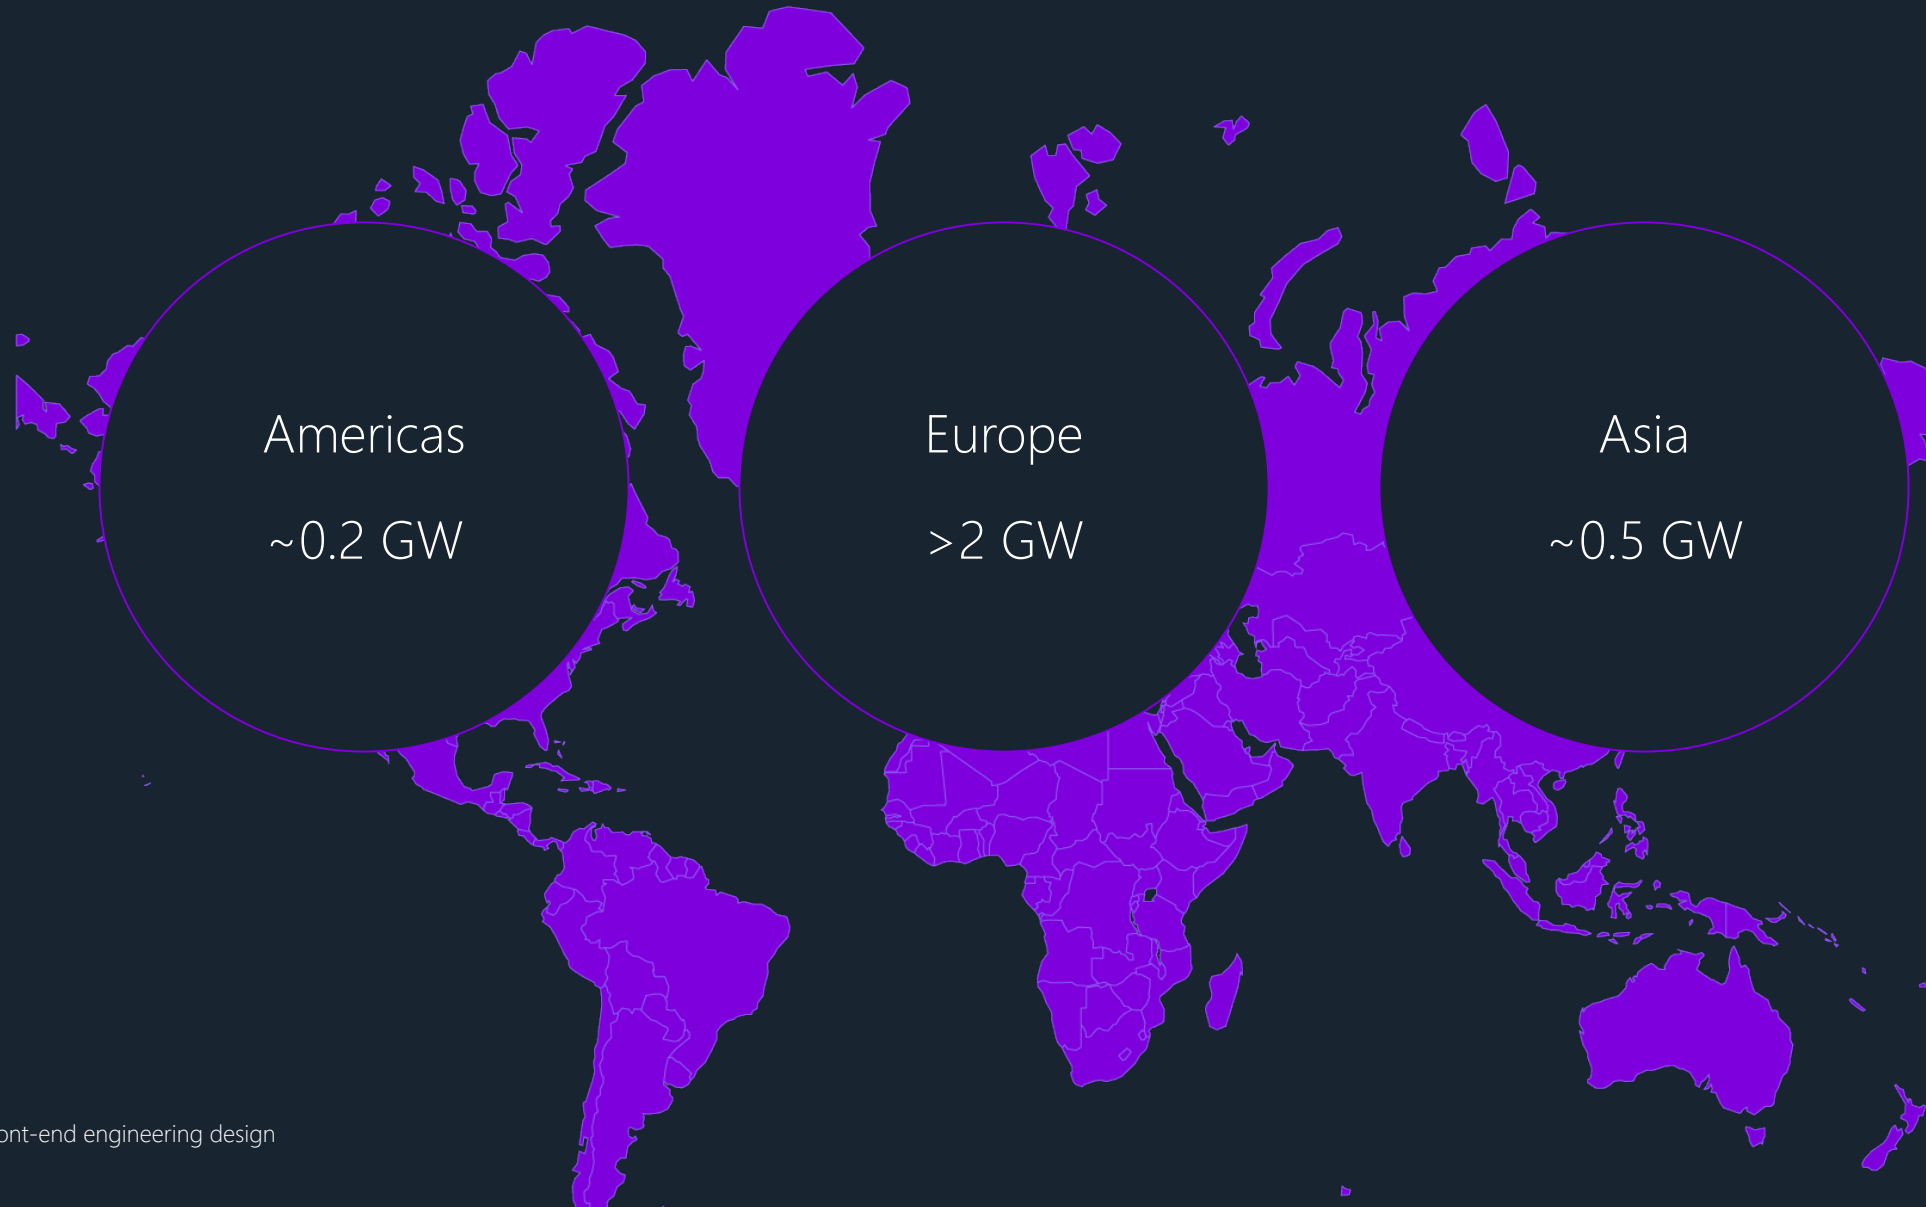 Americas
~0.2 GW
Europe
>2 GW
Asia
~0.5 GW
ont-end engineering design